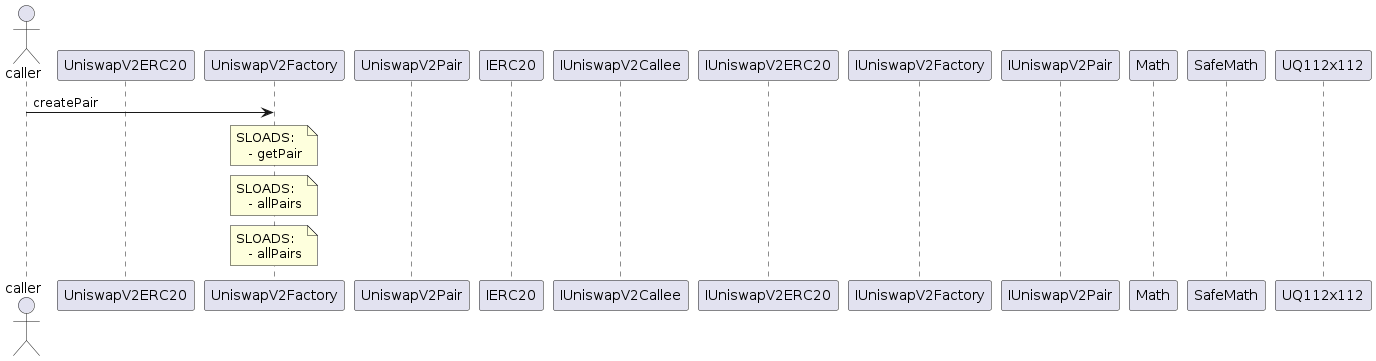 caller
UniswapV2ERC20
UniswapV2Factory
UniswapV2Pair
IERC20
IUniswapV2Callee
IUniswapV2ERC20
IUniswapV2Factory
IUniswapV2Pair
Math
SafeMath
UQ112x112
createPair
SLOADS:
- getPair
SLOADS:
- allPairs
SLOADS:
- allPairs
caller
UniswapV2ERC20
UniswapV2Factory
UniswapV2Pair
IERC20
IUniswapV2Callee
IUniswapV2ERC20
IUniswapV2Factory
IUniswapV2Pair
Math
SafeMath
UQ112x112